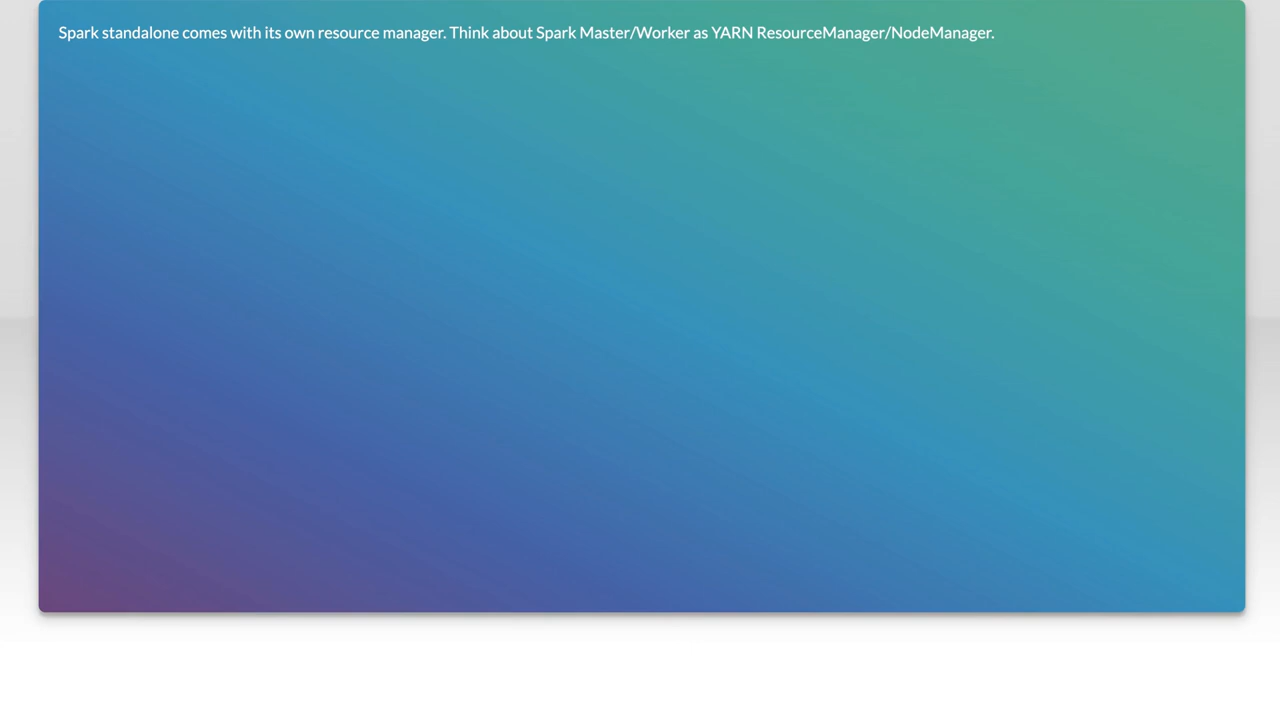 Spark standalone comes with its own resource manager. Think about Spark Master/Worker as YARN ResourceManager/NodeManager.